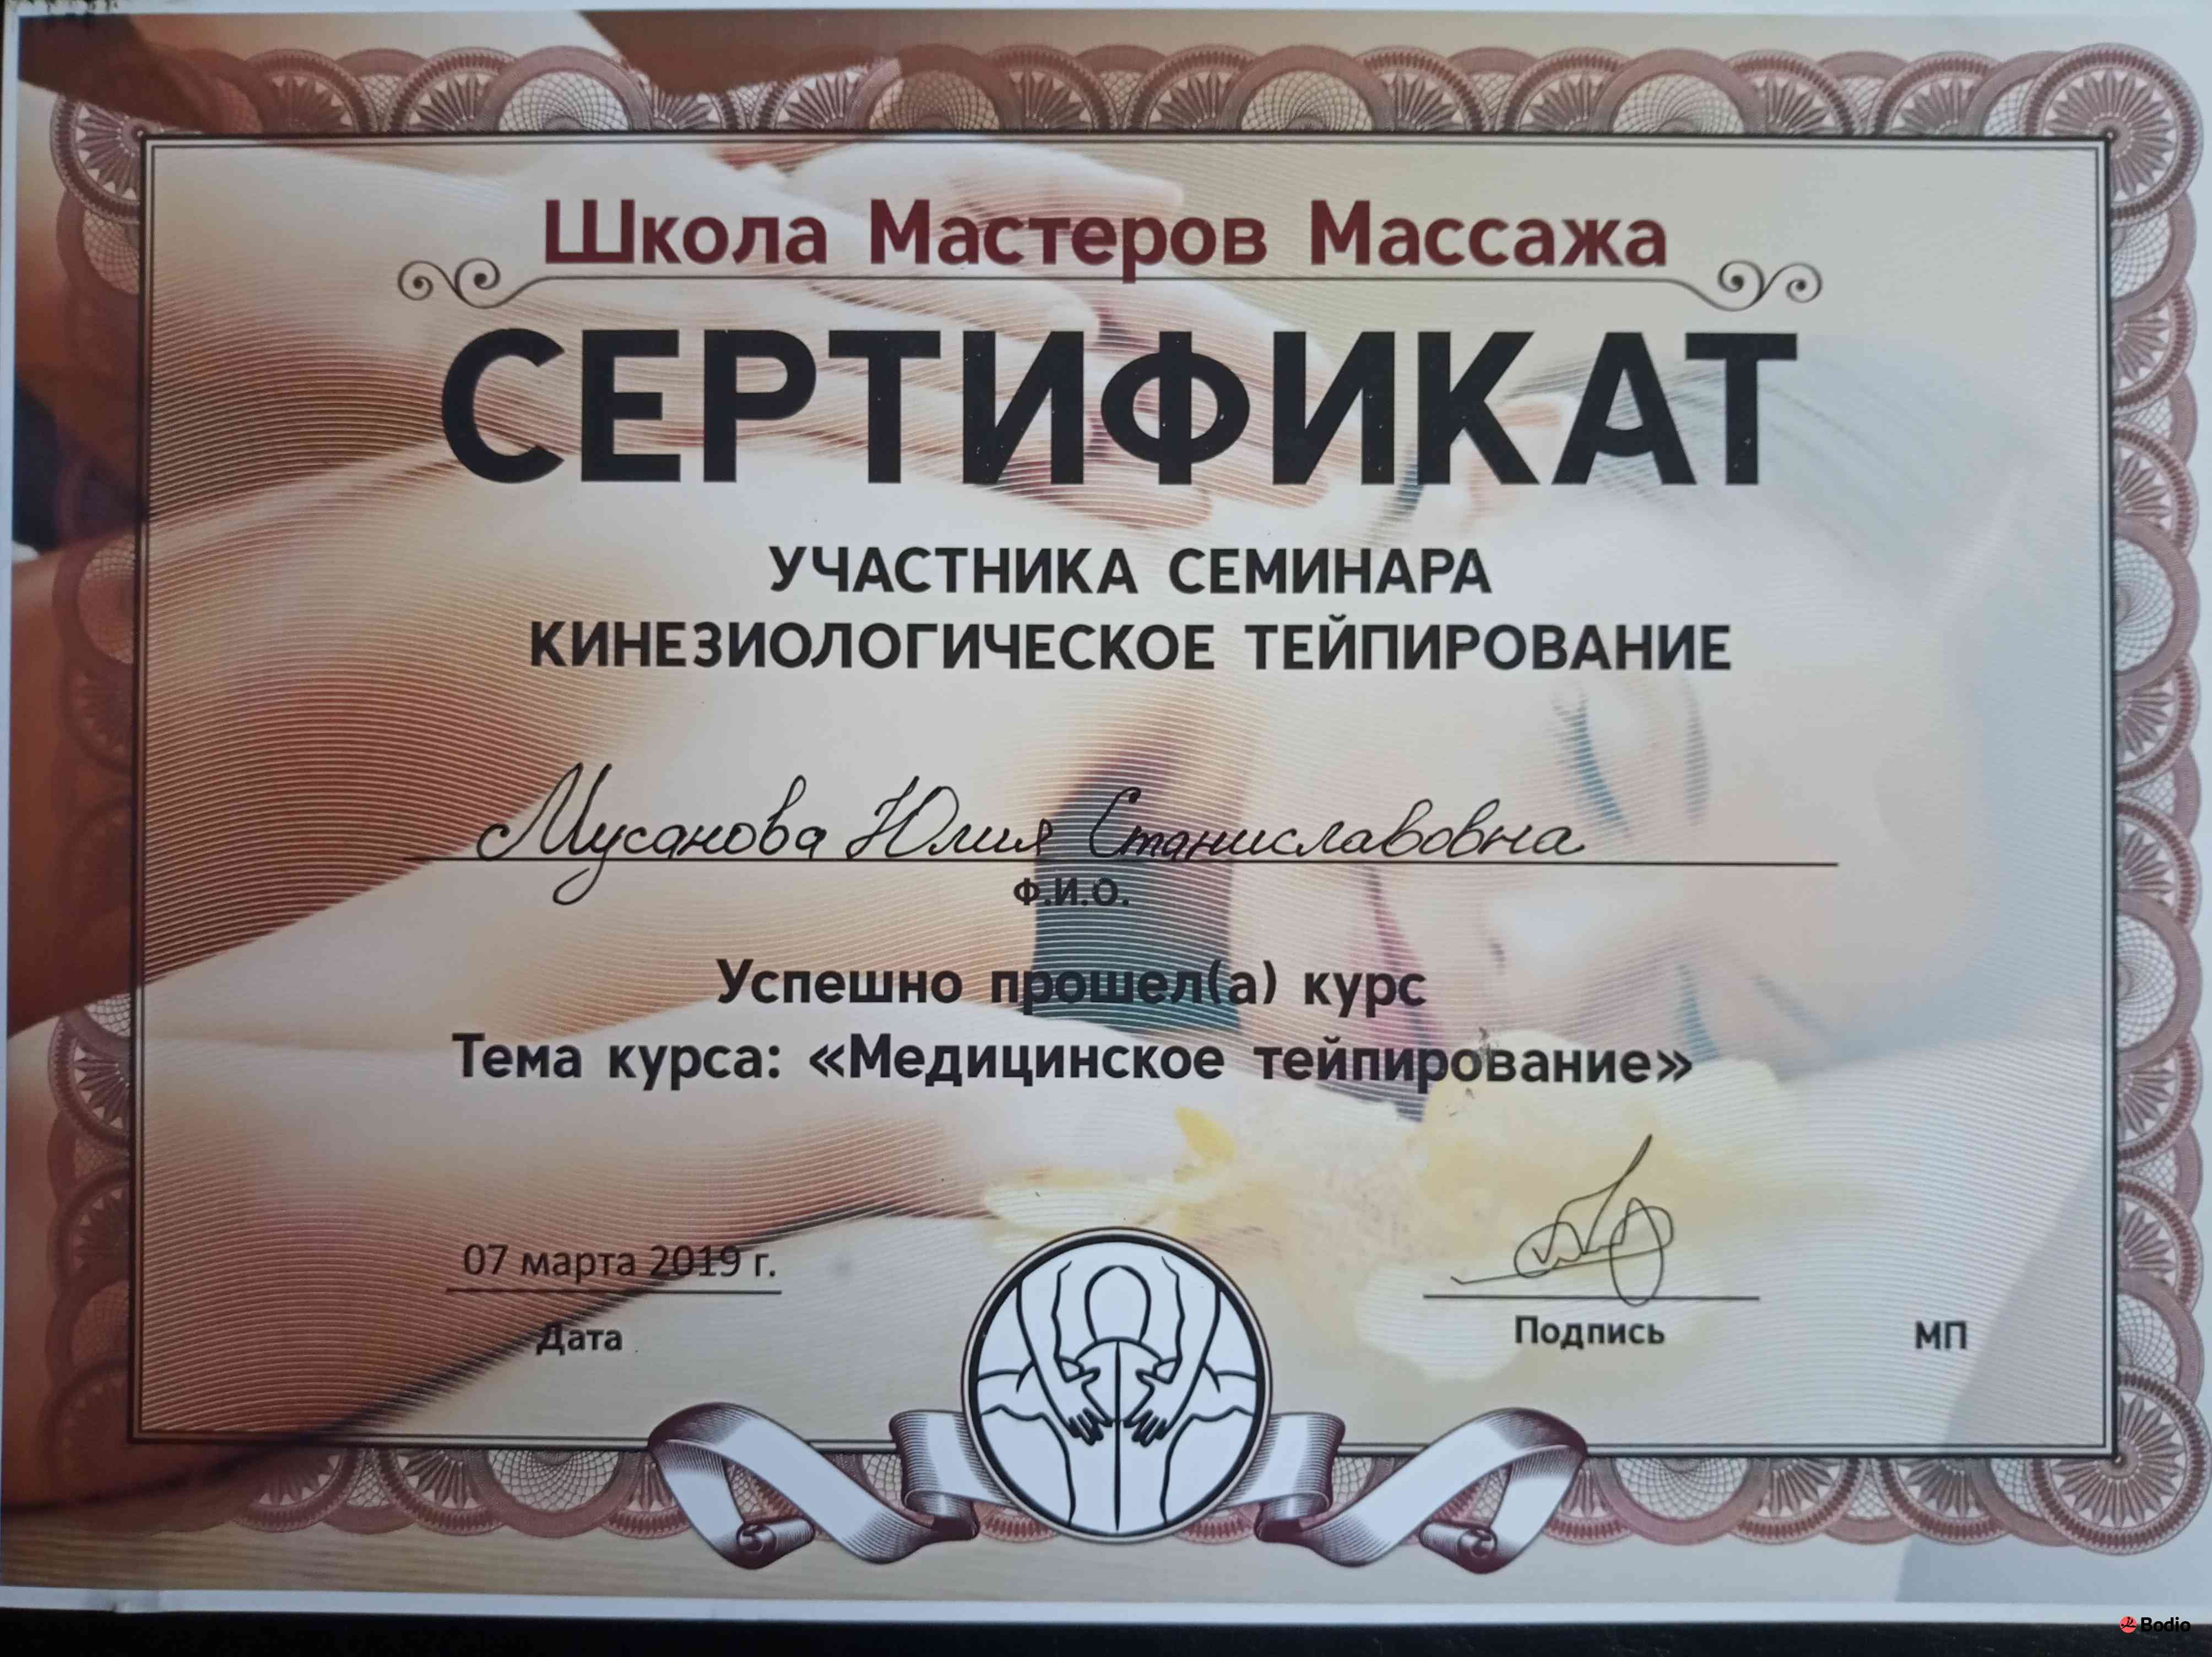 Школа Мастеров Массажа
СЕРТИФИКАТ
УЧАСТНИКА СЕМИНАРА
КИНЕЗИОЛОГИЧЕСКОЕ ТЕЙПИРОВАНИЕ
Мусанова Юлия Станиславовна
Ф.И.О.
Успешно прошел(а) курс
Тема курса: «Медицинское тейпирование»
07 марта 2019 г.
Дата
Подпись
МП
Bodio